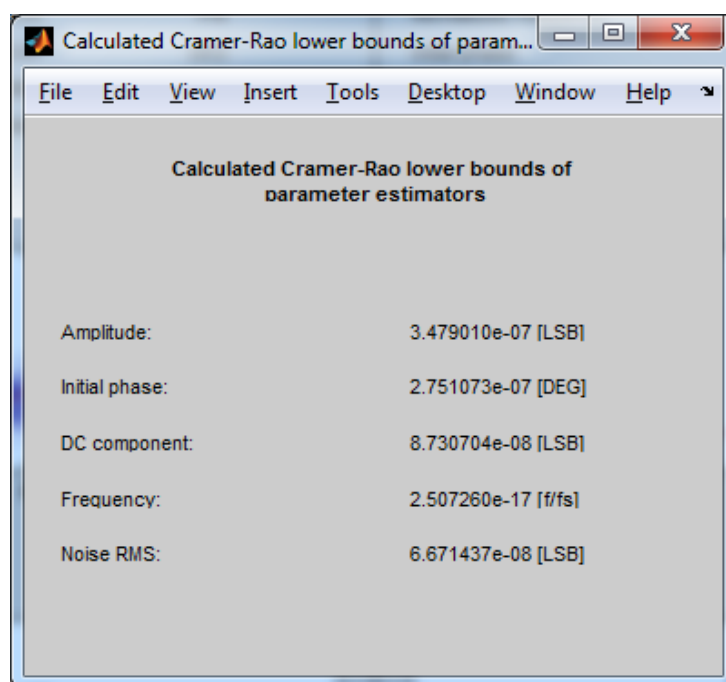 Calculated Cramer-Rao lower bounds of param...
File Edit View Insert Tools Desktop Window Help
Calculated Cramer-Rao lower bounds of
parameter estimators
Amplitude: 3.479010e-07 [LSB]
Initial phase: 2.751073e-07 [DEG]
DC component: 8.730704e-08 [LSB]
Frequency: 2.507260e-17 [f/fs]
Noise RMS: 6.671437e-08 [LSB]